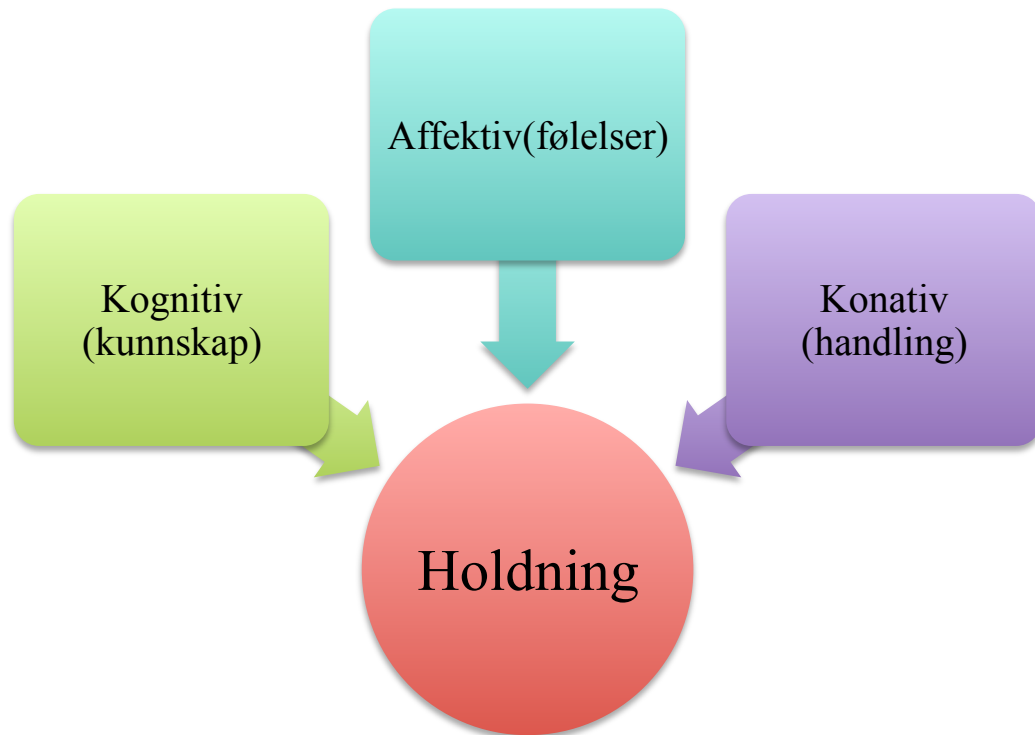 Affektiv(følelser)
Kognitiv
(kunnskap)
Konativ
(handling)
Holdning